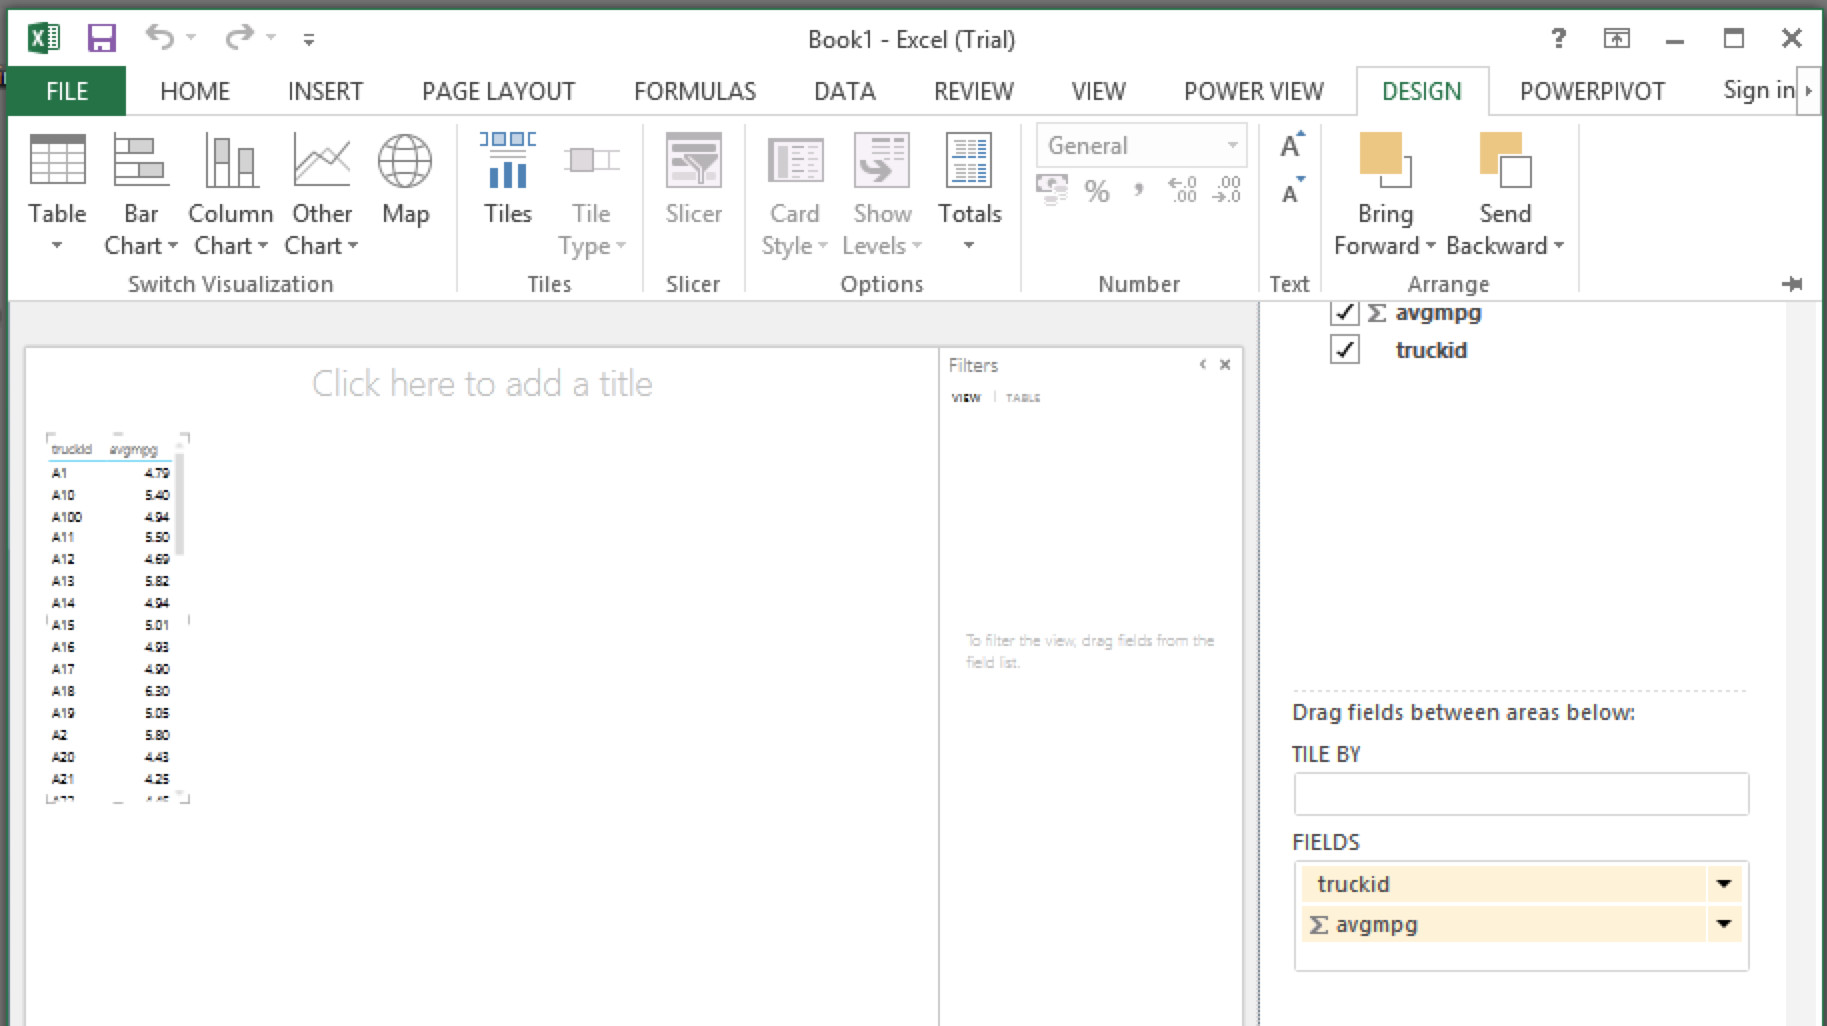 Book1 - Excel (Trial)
FILE HOME INSERT PAGE LAYOUT FORMULAS DATA REVIEW VIEW POWER VIEW DESIGN POWERPIVOT Sign in
General
% , ←.0 .00 .00 →.0
A A
Table Bar Chart Column Chart Other Chart Map Tiles Tile Type Slicer Card Style Show Levels Totals Bring Forward Send Backward
Switch Visualization Tiles Slicer Options Number Text Arrange
Σ avgmpg
truckid
Click here to add a title
truckid avgmpg
A1 4.79
A10 5.40
A100 4.94
A11 5.50
A12 4.69
A13 5.82
A14 4.94
A15 5.01
A16 4.93
A17 4.90
A18 6.30
A19 5.05
A2 5.80
A20 4.43
A21 4.25
Filters
VIEW | TABLE
To filter the view, drag fields from the
field list.
Drag fields between areas below:
TILE BY
FIELDS
truckid
Σ avgmpg